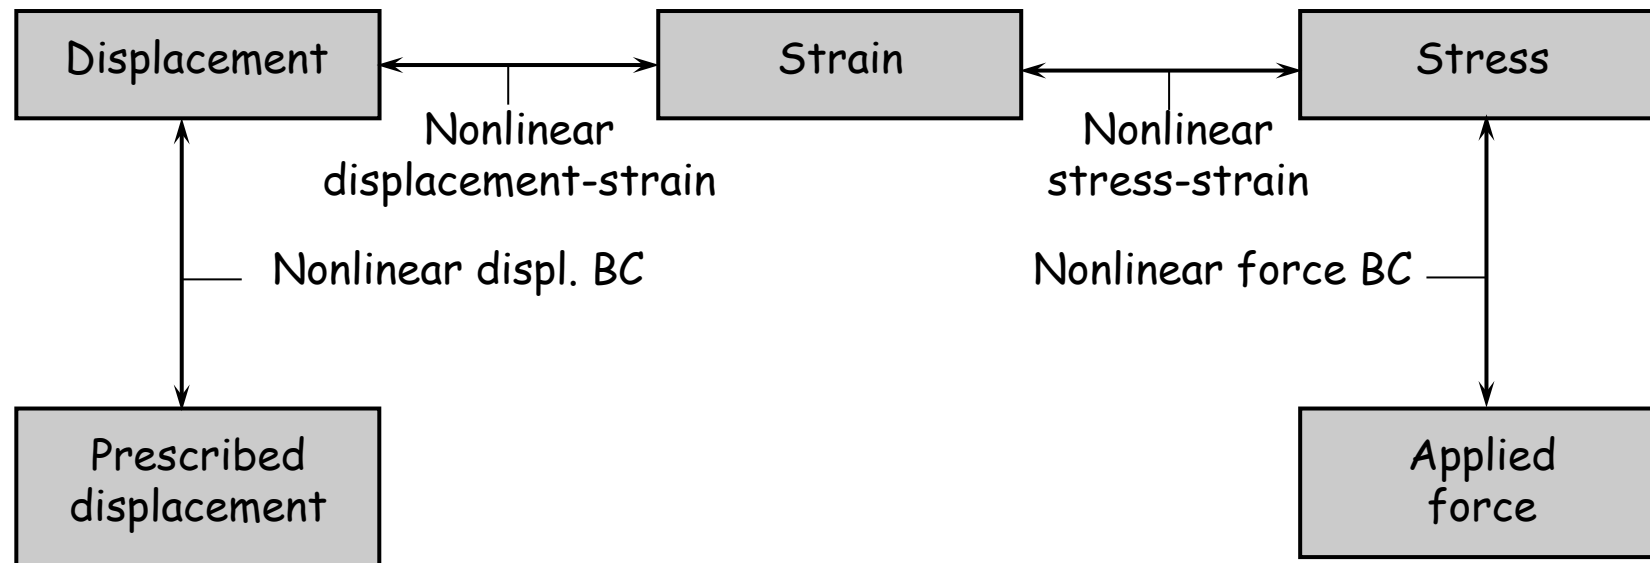 Displacement
Strain
Stress
Nonlinear
displacement-strain
Nonlinear
stress-strain
Nonlinear displ. BC
Nonlinear force BC
Prescribed
displacement
Applied
force